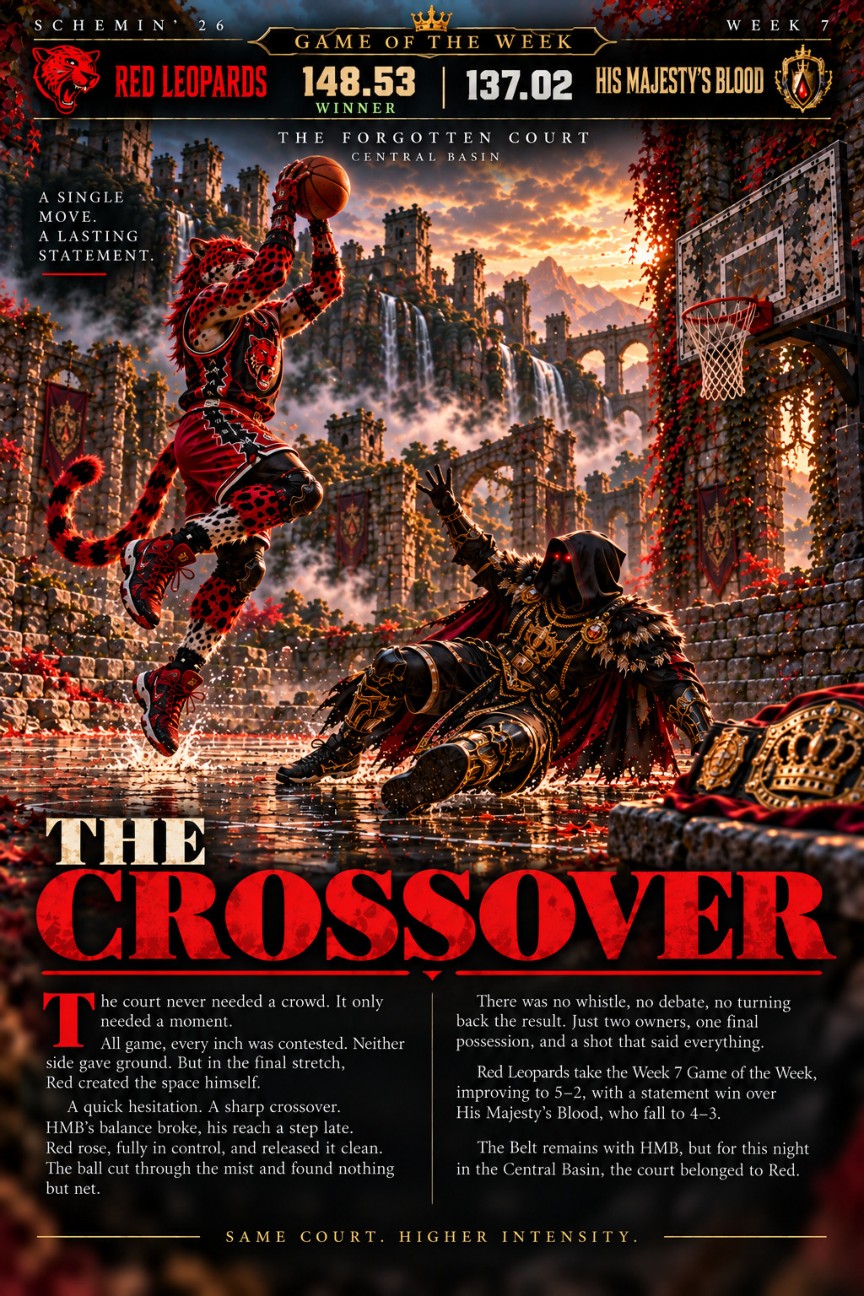 SCHEMIN' 26
GAME OF THE WEEK
WEEK 7
RED LEOPARDS
148.53
WINNER
137.02
HIS MAJESTY'S BLOOD
THE FORGOTTEN COURT
CENTRAL BASIN
A SINGLE
MOVE.
A LASTING
STATEMENT.
THE
CROSSOVER
The court never needed a crowd. It only
needed a moment.
All game, every inch was contested. Neither
side gave ground. But in the final stretch,
Red created the space himself.
A quick hesitation. A sharp crossover.
HMB's balance broke, his reach a step late.
Red rose, fully in control, and released it clean.
The ball cut through the mist and found nothing
but net.
There was no whistle, no debate, no turning
back the result. Just two owners, one final
possession, and a shot that said everything.
Red Leopards take the Week 7 Game of the Week,
improving to 5–2, with a statement win over
His Majesty's Blood, who fall to 4–3.
The Belt remains with HMB, but for this night
in the Central Basin, the court belonged to Red.
SAME COURT. HIGHER INTENSITY.